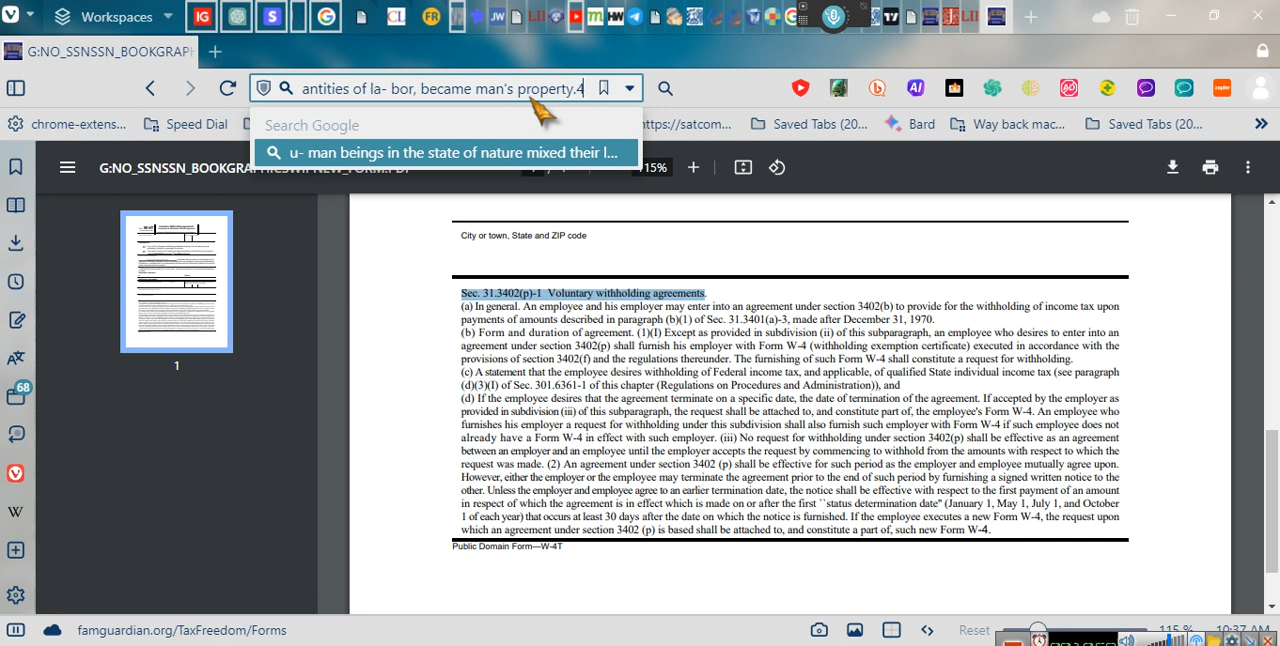 Workspaces
IG
S
CL
FR
JW
LII
HW
LII
G:NO_SSNSSN_BOOKGRAPH
antities of la- bor, became man's property.4
Search Google
u- man beings in the state of nature mixed their l...
chrome-extens...
Speed Dial
ttps://satcom...
Saved Tabs (20...
Bard
Way back mac...
Saved Tabs (20...
15%
City or town, State and ZIP code
Sec. 31.3402(p)-1 Voluntary withholding agreements.
(a) In general. An employee and his employer may enter into an agreement under section 3402(b) to provide for the withholding of income tax upon
payments of amounts described in paragraph (b)(1) of Sec. 31.3401(a)-3, made after December 31, 1970.
(b) Form and duration of agreement. (1)(I) Except as provided in subdivision (ii) of this subparagraph, an employee who desires to enter into an
agreement under section 3402(p) shall furnish his employer with Form W-4 (withholding exemption certificate) executed in accordance with the
provisions of section 3402(f) and the regulations thereunder. The furnishing of such Form W-4 shall constitute a request for withholding.
(c) A statement that the employee desires withholding of Federal income tax, and applicable, of qualified State individual income tax (see paragraph
(d)(3)(I) of Sec. 301.6361-1 of this chapter (Regulations on Procedures and Administration)), and
(d) If the employee desires that the agreement terminate on a specific date, the date of termination of the agreement. If accepted by the employer as
provided in subdivision (iii) of this subparagraph, the request shall be attached to, and constitute part of, the employee's Form W-4. An employee who
furnishes his employer a request for withholding under this subdivision shall also furnish such employer with Form W-4 if such employee does not
already have a Form W-4 in effect with such employer. (iii) No request for withholding under section 3402(p) shall be effective as an agreement
between an employer and an employee until the employer accepts the request by commencing to withhold from the amounts with respect to which the
request was made. (2) An agreement under section 3402 (p) shall be effective for such period as the employer and employee mutually agree upon.
However, either the employer or the employee may terminate the agreement prior to the end of such period by furnishing a signed written notice to the
other. Unless the employer and employee agree to an earlier termination date, the notice shall be effective with respect to the first payment of an amount
in respect of which the agreement is in effect which is made on or after the first ``status determination date" (January 1, May 1, July 1, and October
1 of each year) that occurs at least 30 days after the date on which the notice is furnished. If the employee executes a new Form W-4, the request upon
which an agreement under section 3402 (p) is based shall be attached to, and constitute a part of, such new Form W-4.
Public Domain Form—W-4T
1
68
famguardian.org/TaxFreedom/Forms
Reset
115 %
10:37 AM